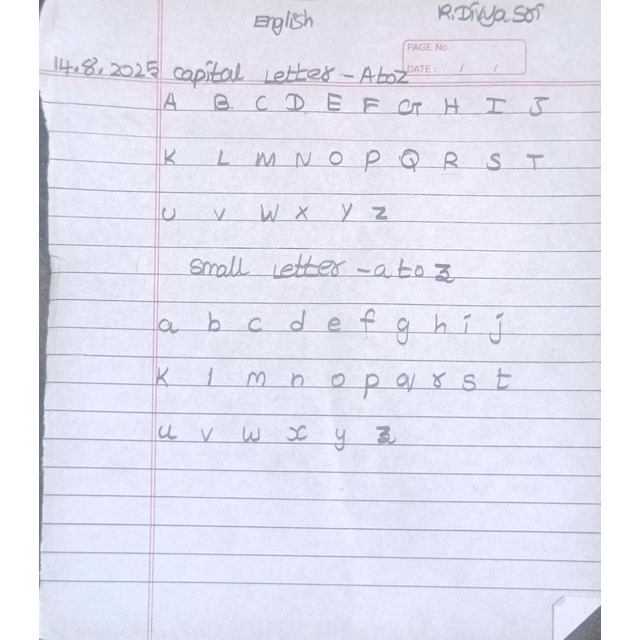 English
R. Divya Sri
PAGE No.
DATE : / /
14.8.2025 capital Letter - A to Z
A B C D E F G H I J
K L M N O P Q R S T
U V W X Y Z
small Letter - a to z
a b c d e f g h i j
k l m n o p q r s t
u v w x y z